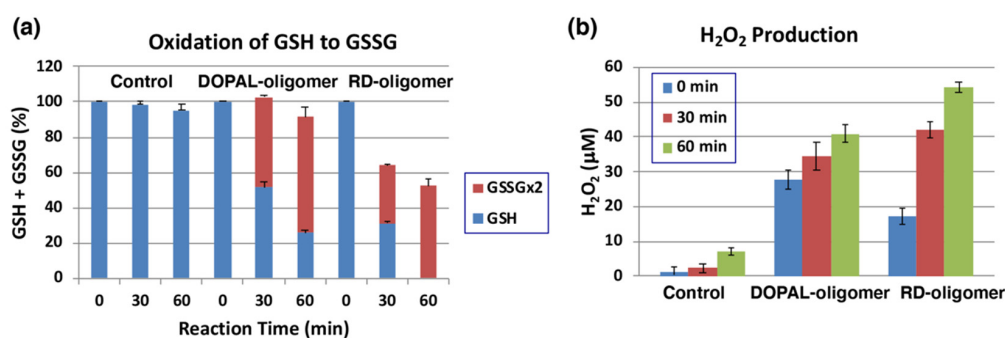 (a)
Oxidation of GSH to GSSG
GSH + GSSG (%)
120
100
80
60
40
20
0
Control DOPAL-oligomer RD-oligomer
0 30 60 0 30 60 0 30 60
Reaction Time (min)
GSSGx2
GSH
(b)
H₂O₂ Production
H₂O₂ (μM)
60
50
40
30
20
10
0
0 min
30 min
60 min
Control DOPAL-oligomer RD-oligomer